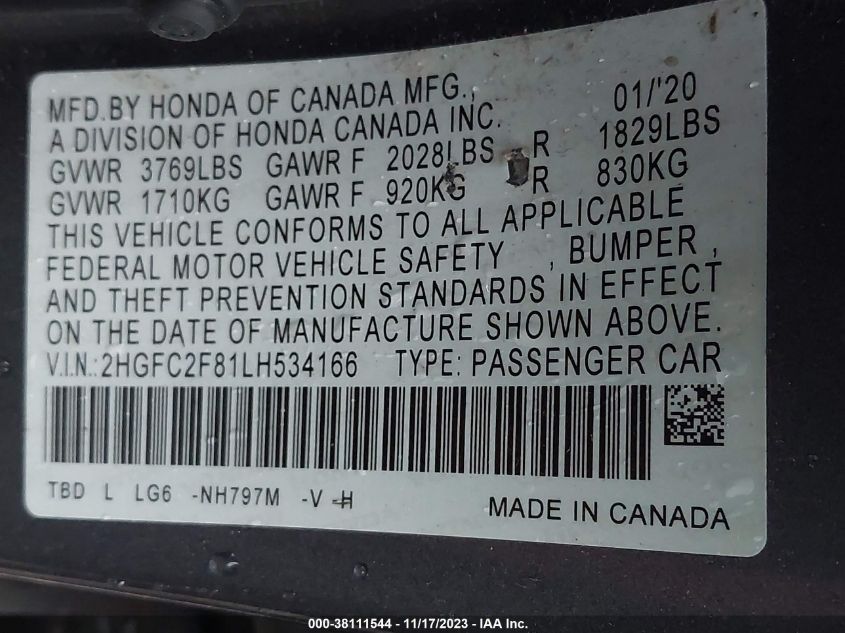 MFD.BY HONDA OF CANADA MFG., 01/'20
A DIVISION OF HONDA CANADA INC.
GVWR 3769LBS GAWR F 2028LBS R 1829LBS
GVWR 1710KG GAWR F 920KG R 830KG
THIS VEHICLE CONFORMS TO ALL APPLICABLE
FEDERAL MOTOR VEHICLE SAFETY , BUMPER ,
AND THEFT PREVENTION STANDARDS IN EFFECT
ON THE DATE OF MANUFACTURE SHOWN ABOVE.
V.I.N.:2HGFC2F81LH534166 TYPE: PASSENGER CAR
TBD L LG6 -NH797M -V -H
MADE IN CANADA
000-38111544 - 11/17/2023 - IAA Inc.